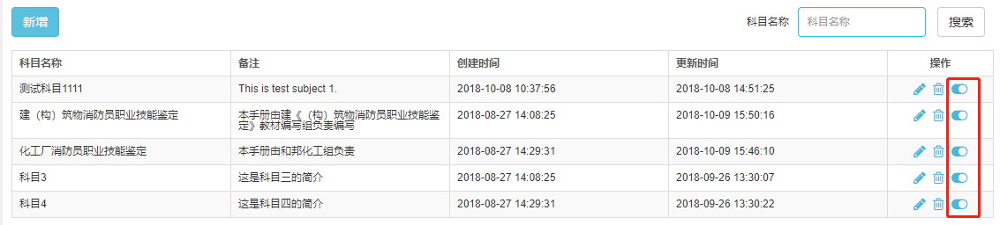 新增
科目名称 科目名称 搜索
科目名称 备注 创建时间 更新时间 操作
测试科目1111 This is test subject 1. 2018-10-08 10:37:56 2018-10-08 14:51:25
建（构）筑物消防员职业技能鉴定 本手册由建《（构）筑物消防员职业技能鉴 2018-08-27 14:08:25 2018-10-09 15:50:16
定》教材编写组负责编写
化工厂消防员职业技能鉴定 本手册由和邦化工组负责 2018-08-27 14:29:31 2018-10-09 15:46:10
科目3 这是科目三的简介 2018-08-27 14:08:25 2018-09-26 13:30:07
科目4 这是科目四的简介 2018-08-27 14:29:31 2018-09-26 13:30:22